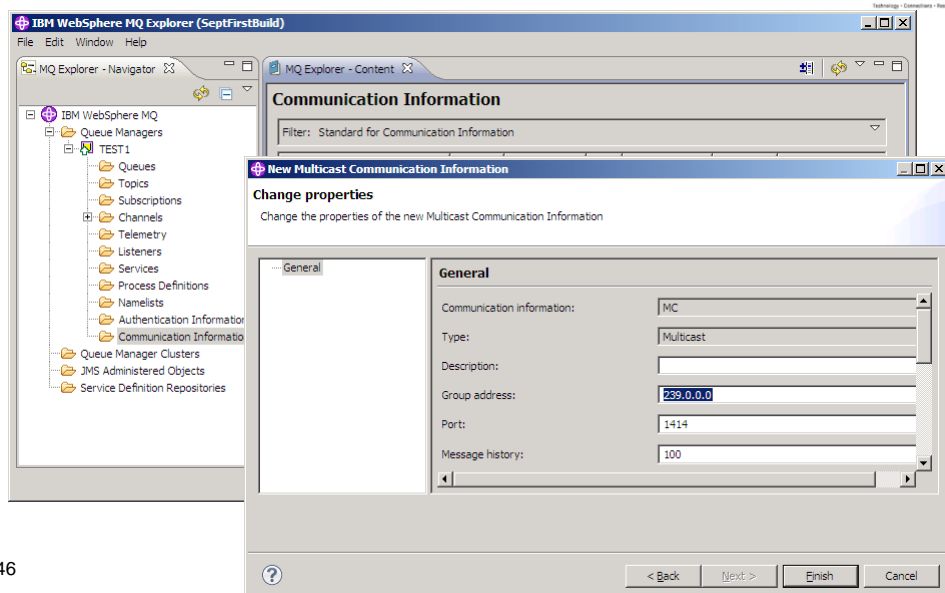 Technology - Connections - Res
IBM WebSphere MQ Explorer (SeptFirstBuild)
File Edit Window Help
MQ Explorer - Navigator
MQ Explorer - Content
Communication Information
Filter: Standard for Communication Information
IBM WebSphere MQ
Queue Managers
TEST1
Queues
Topics
Subscriptions
Channels
Telemetry
Listeners
Services
Process Definitions
Namelists
Authentication Information
Communication Informatio
Queue Manager Clusters
JMS Administered Objects
Service Definition Repositories
New Multicast Communication Information
Change properties
Change the properties of the new Multicast Communication Information
General
General
Communication information: MC
Type: Multicast
Description:
Group address: 239.0.0.0
Port: 1414
Message history: 100
< Back Next > Finish Cancel
46